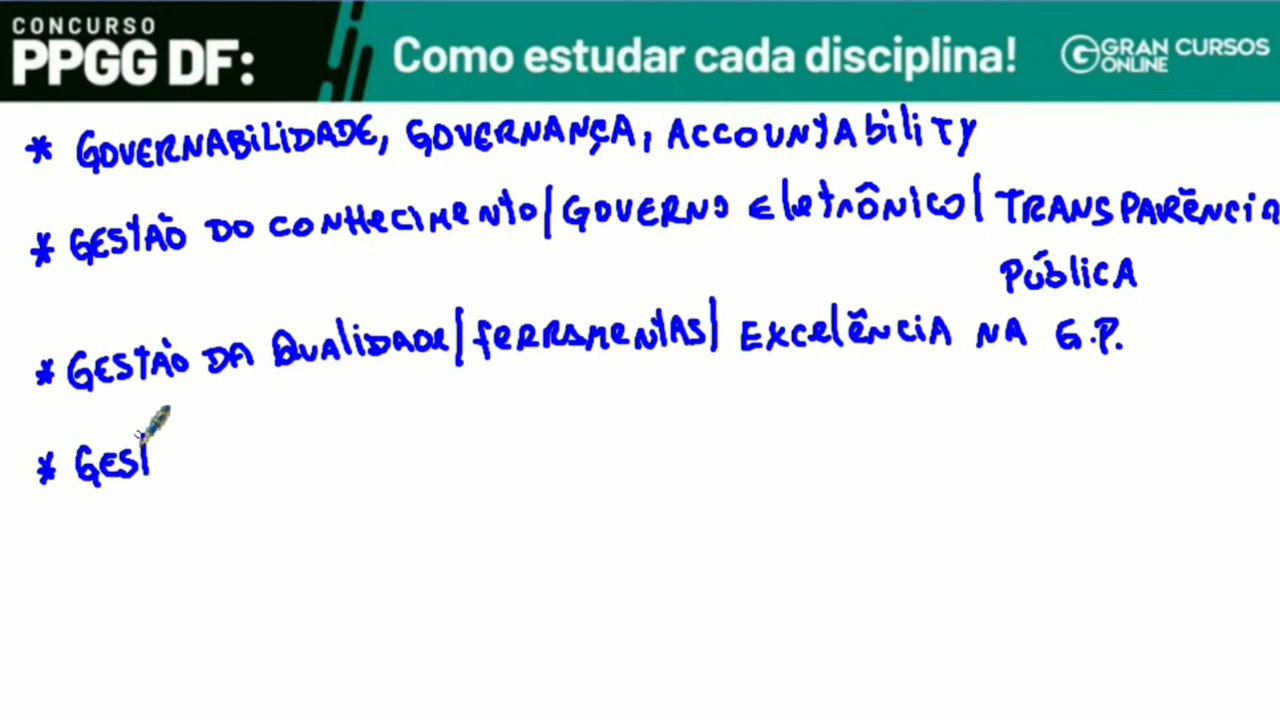 CONCURSO
PPGG DF:
Como estudar cada disciplina!
GRAN CURSOS
ONLINE
* GOVERNABILIDADE, GOVERNANÇA, ACCOUNTABILITY
* GESTÃO DO CONHECIMENTO/GOVERNO ELETRÔNICO/TRANSPARÊNCIA
PÚBLICA
* GESTÃO DA QUALIDADE/FERRAMENTAS/EXCELÊNCIA NA G.P.
* GEST